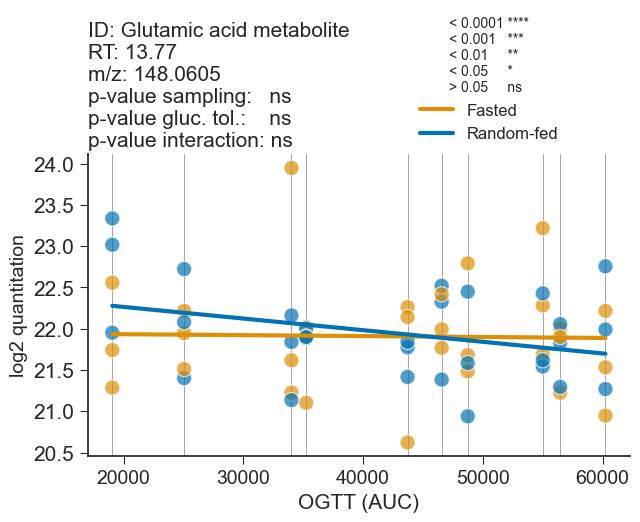 ID: Glutamic acid metabolite
RT: 13.77
m/z: 148.0605
p-value sampling: ns
p-value gluc. tol.: ns
p-value interaction: ns
< 0.0001 ****
< 0.001 ***
< 0.01 **
< 0.05 *
> 0.05 ns
Fasted
Random-fed
24.0
23.5
23.0
22.5
22.0
21.5
21.0
20.5
log2 quantitation
20000 30000 40000 50000 60000
OGTT (AUC)